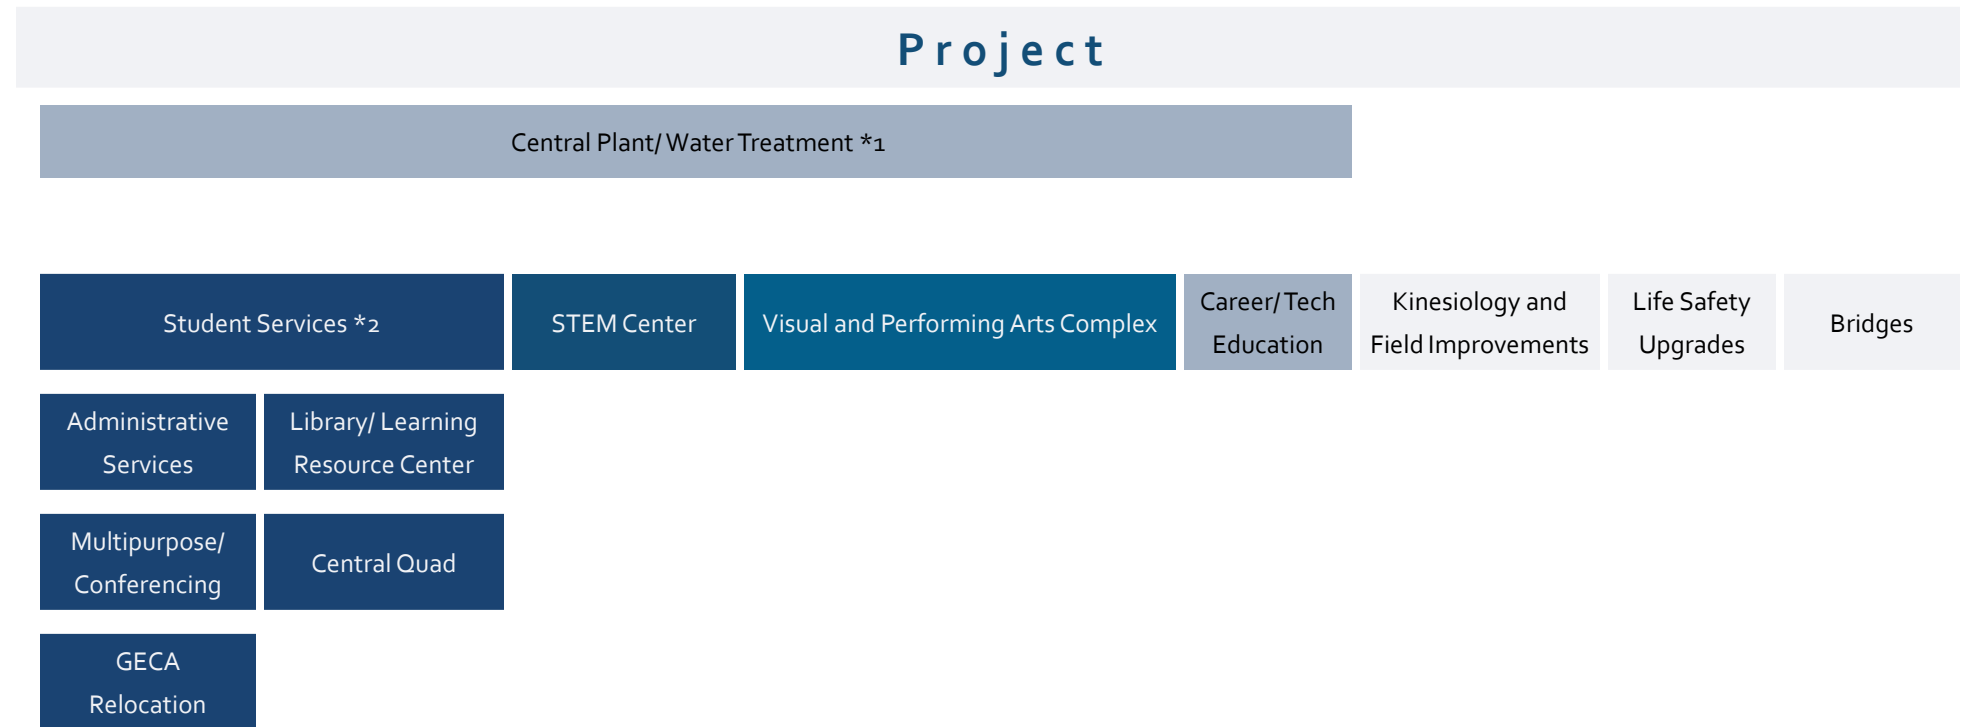 Project
Central Plant/ Water Treatment *1
Student Services *2
STEM Center
Visual and Performing Arts Complex
Career/ Tech
Education
Kinesiology and
Field Improvements
Life Safety
Upgrades
Bridges
Administrative
Services
Library/ Learning
Resource Center
Multipurpose/
Conferencing
Central Quad
GECA
Relocation